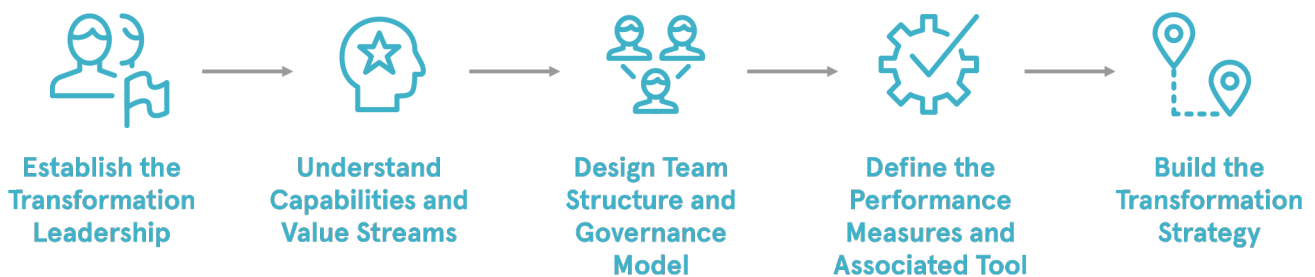 Establish the
Transformation
Leadership
Understand
Capabilities and
Value Streams
Design Team
Structure and
Governance
Model
Define the
Performance
Measures and
Associated Tool
Build the
Transformation
Strategy